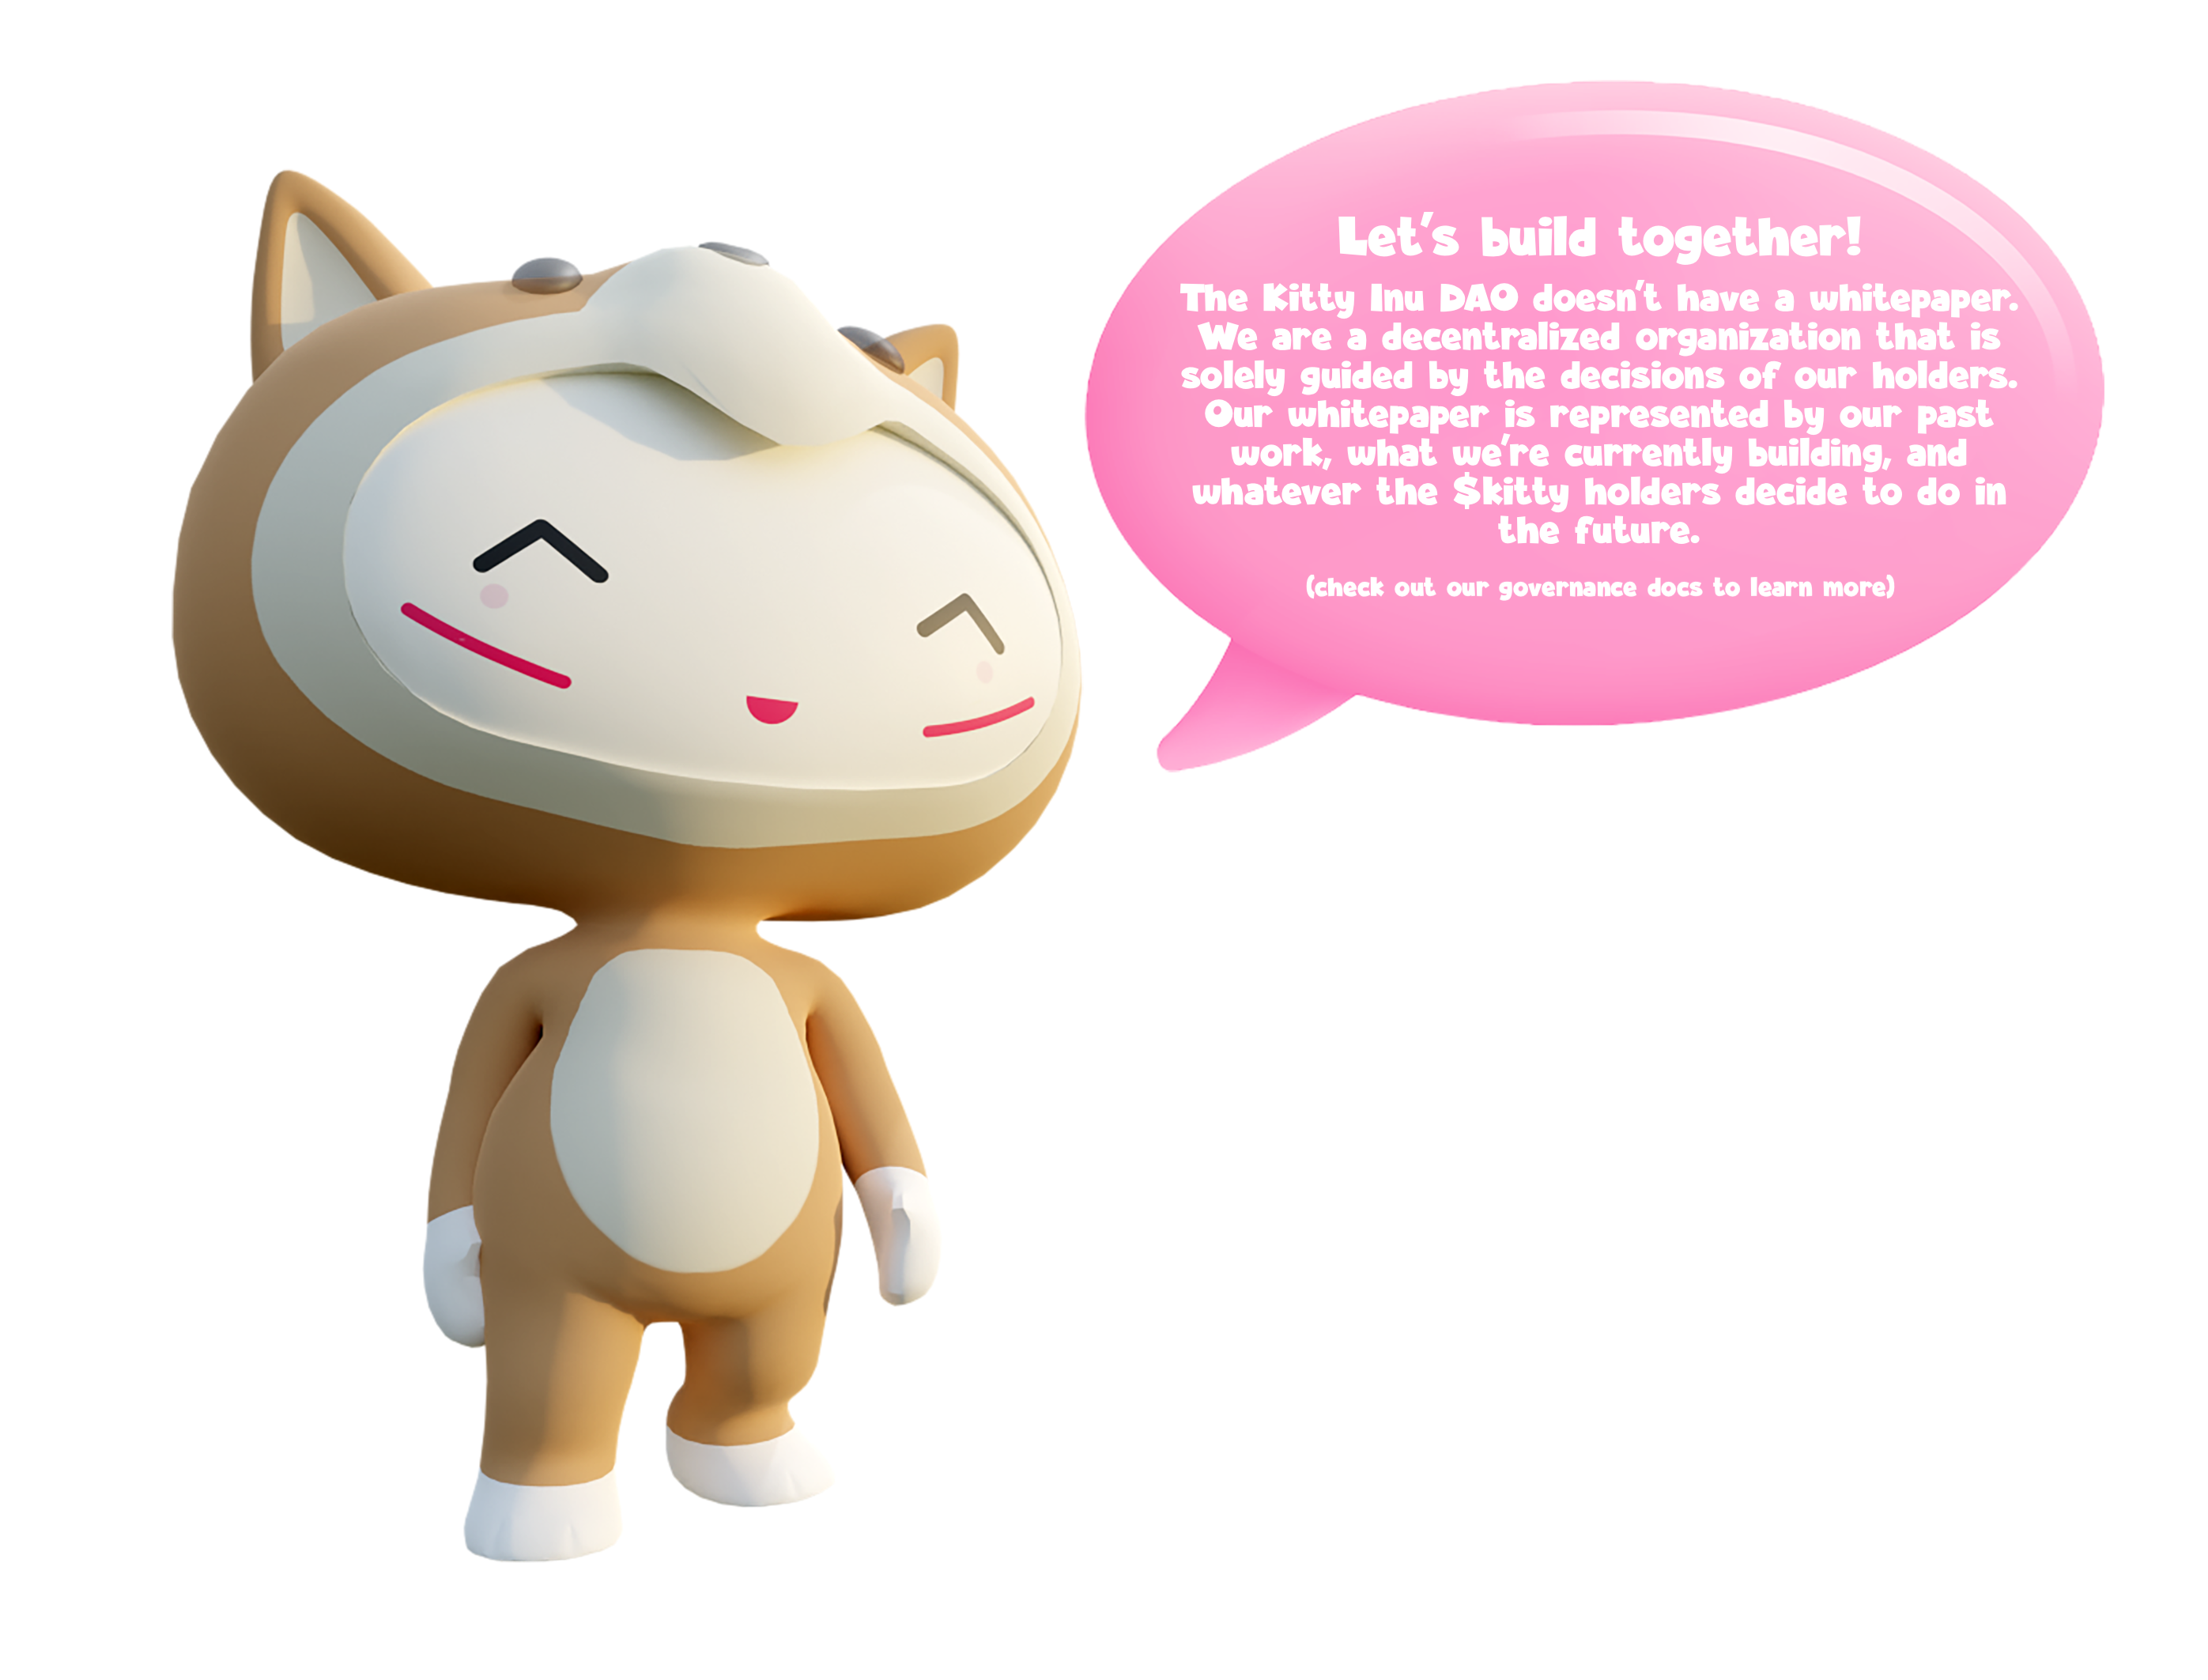 Let's build together!
The Kitty Inu DAO doesn't have a whitepaper.
We are a decentralized organization that is
solely guided by the decisions of our holders.
Our whitepaper is represented by our past
work, what we're currently building, and
whatever the $kitty holders decide to do in
the future.
(check out our governance docs to learn more)